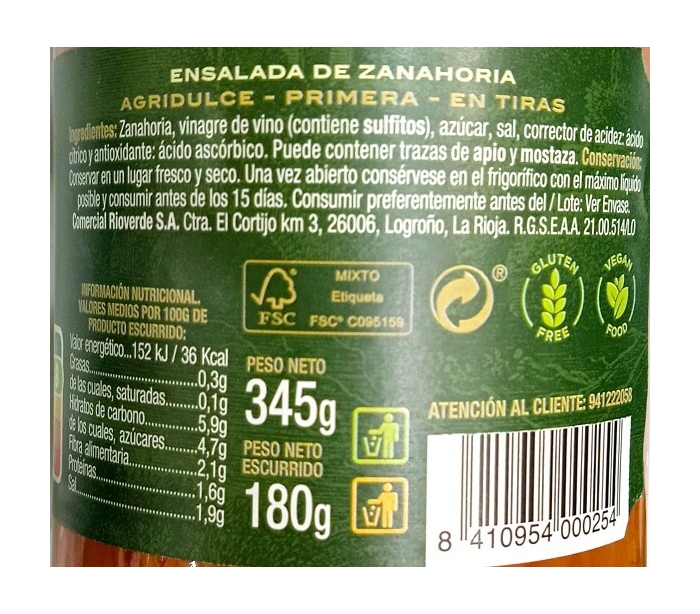 ENSALADA DE ZANAHORIA
AGRIDULCE - PRIMERA - EN TIRAS
Ingredientes: Zanahoria, vinagre de vino (contiene sulfitos), azúcar, sal, corrector de acidez: ácido
cítrico y antioxidante: ácido ascórbico. Puede contener trazas de apio y mostaza. Conservación:
Conservar en un lugar fresco y seco. Una vez abierto consérvese en el frigorífico con el máximo líquido
posible y consumir antes de los 15 días. Consumir preferentemente antes del / Lote: Ver Envase.
Comercial Rioverde S.A. Ctra. El Cortijo km 3, 26006, Logroño, La Rioja. R.G.S.E.A.A. 21.00.514/LO
INFORMACIÓN NUTRICIONAL.
VALORES MEDIOS POR 100G DE
PRODUCTO ESCURRIDO:
Valor energético...152 kJ / 36 Kcal
Grasas.....0,3g
de las cuales, saturadas.....0,1g
Hidratos de carbono.....5,9g
de los cuales, azúcares.....4,7g
Fibra alimentaria.....2,1g
Proteínas.....1,6g
Sal.....1,9g
FSC
MIXTO
Etiqueta
FSC® C095159
®
GLUTEN
FREE
VEGAN
FOOD
PESO NETO
345g
PESO NETO
ESCURRIDO
180g
ATENCIÓN AL CLIENTE: 941222058
8 410954 000254